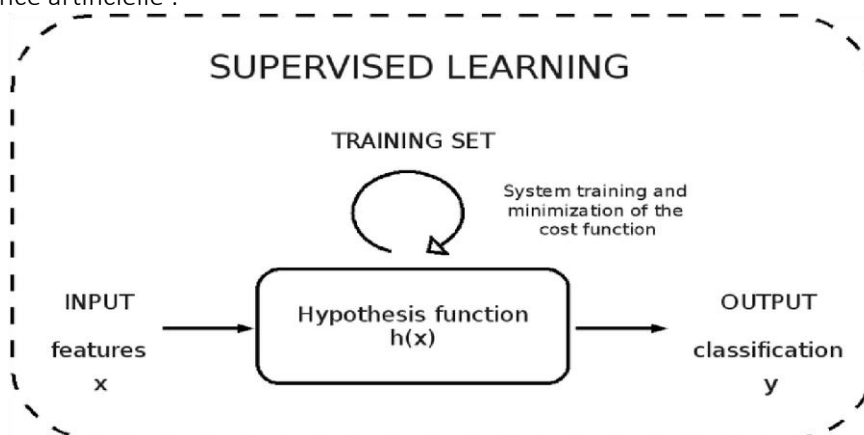 SUPERVISED LEARNING
TRAINING SET
System training and
minimization of the
cost function
INPUT
features
x
Hypothesis function
h(x)
OUTPUT
classification
y